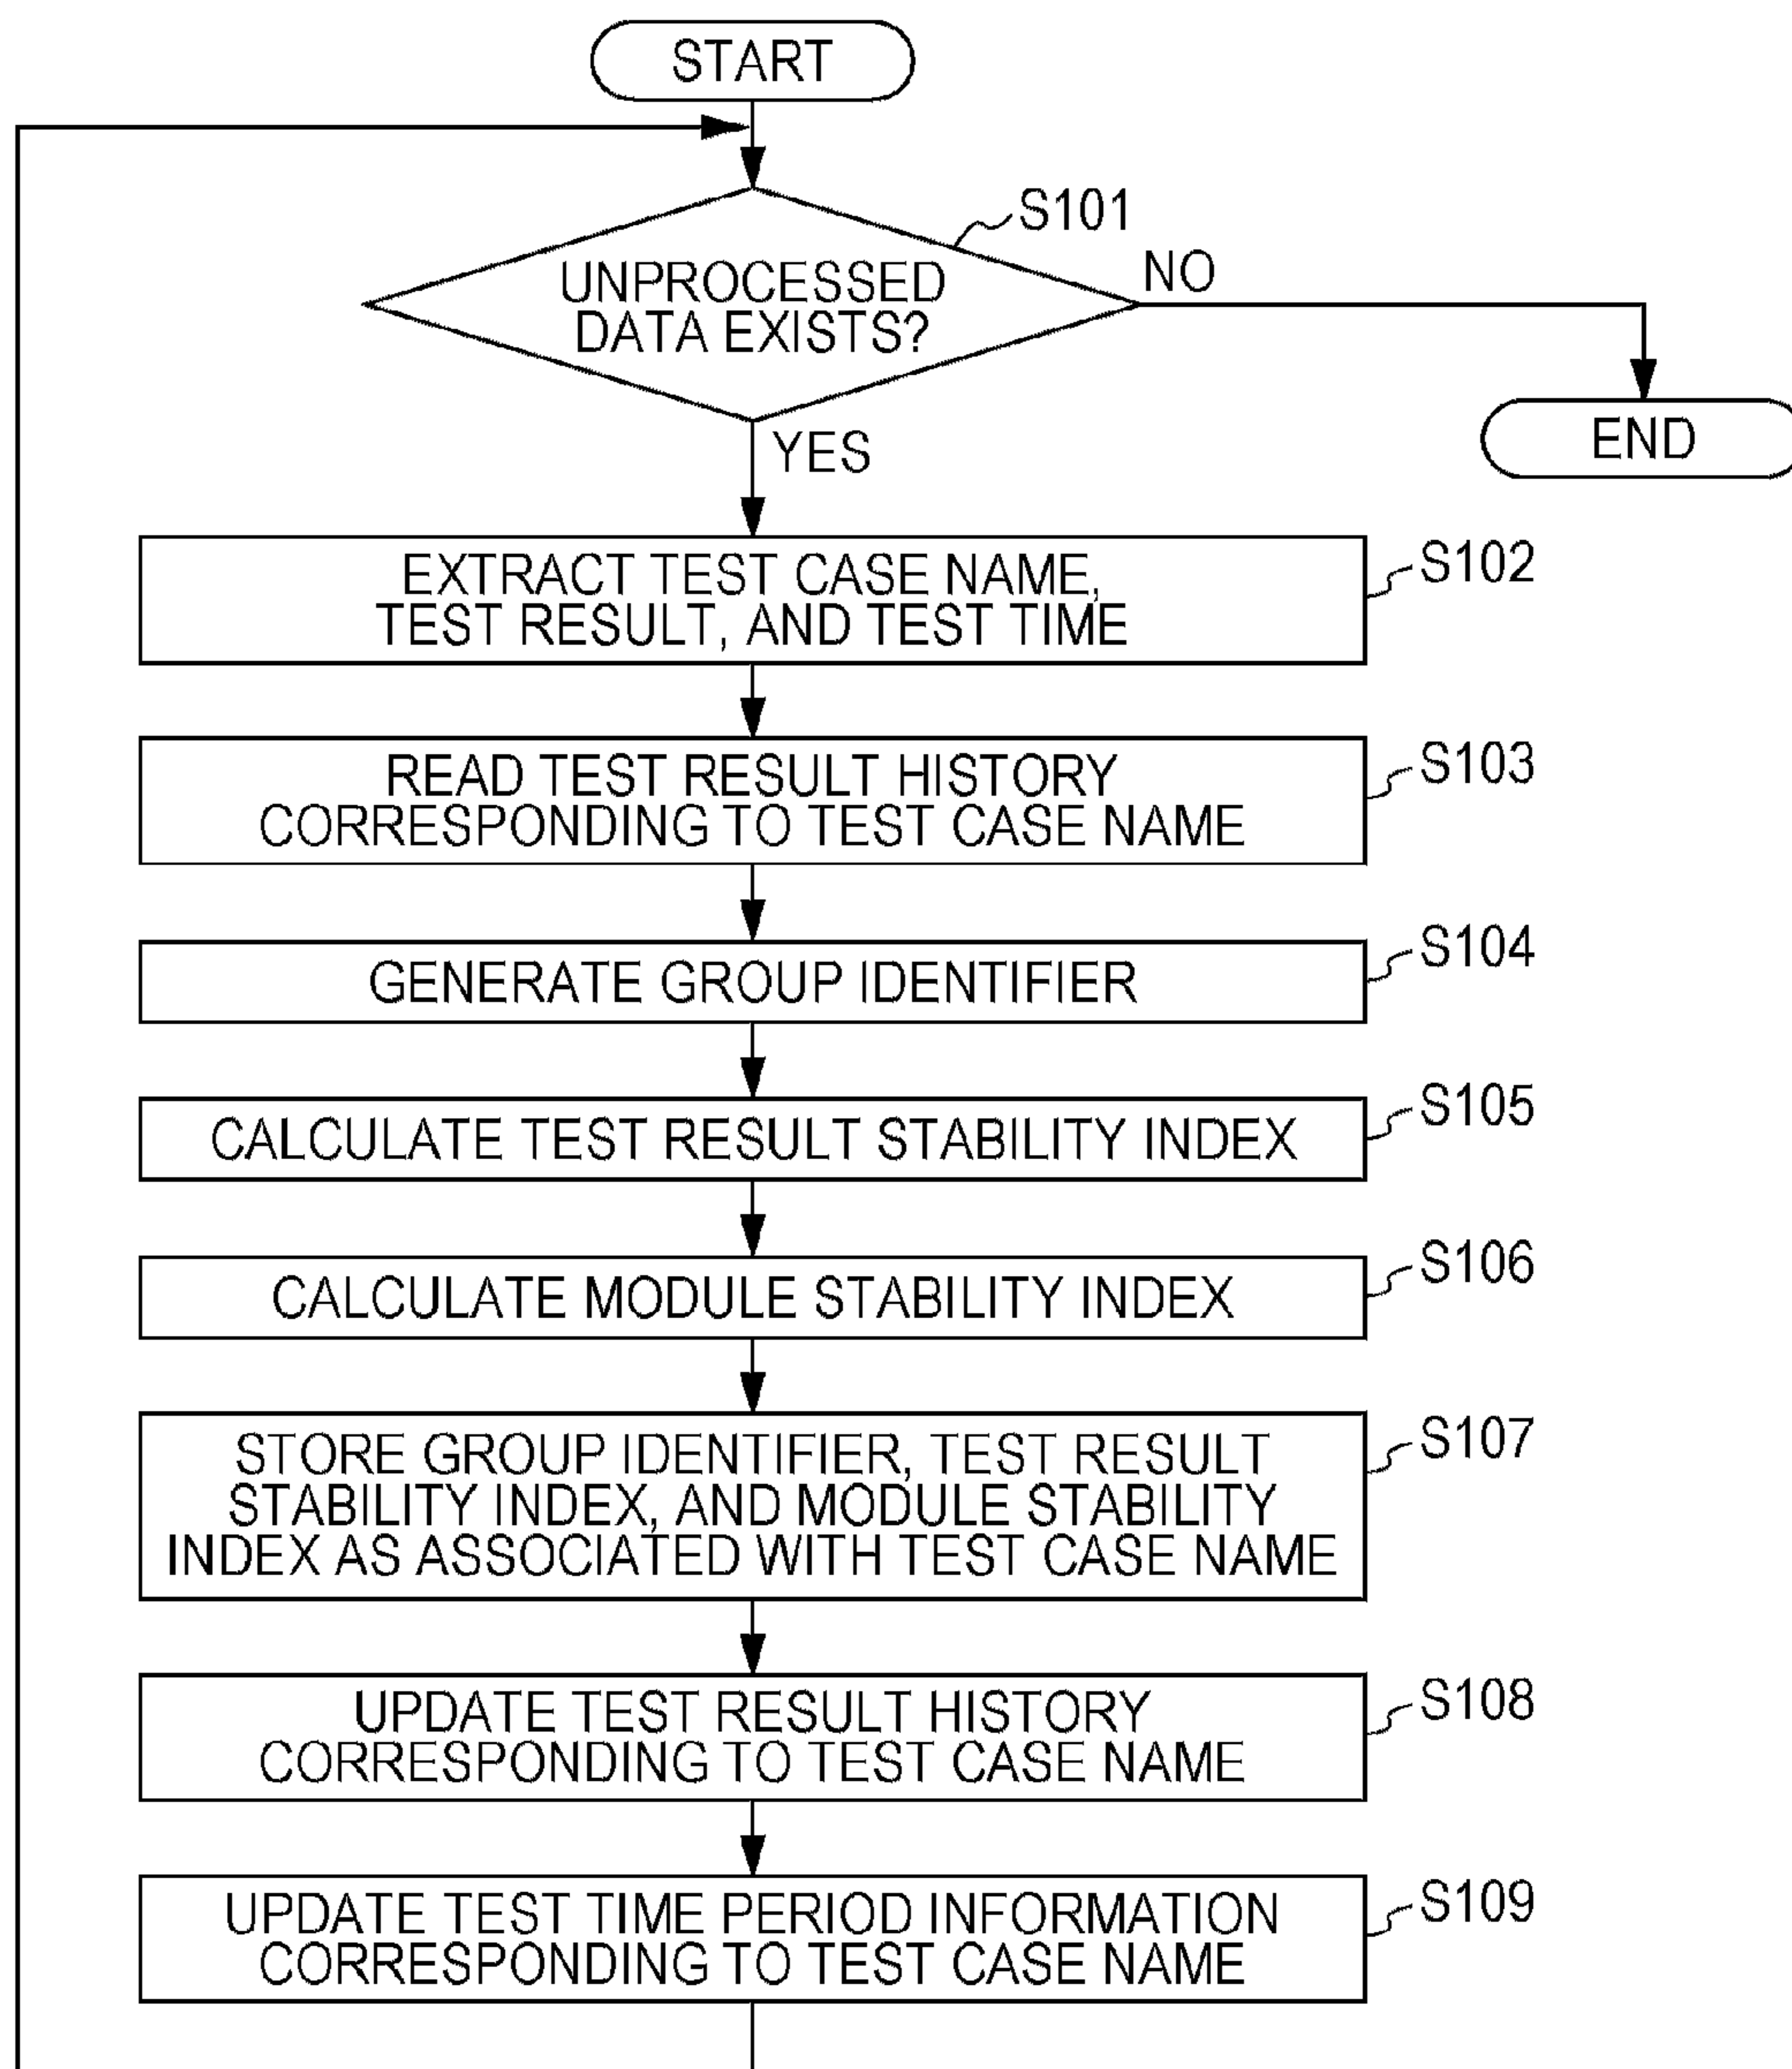 START
S101
UNPROCESSED
DATA EXISTS?
NO
END
YES
EXTRACT TEST CASE NAME,
TEST RESULT, AND TEST TIME
S102
READ TEST RESULT HISTORY
CORRESPONDING TO TEST CASE NAME
S103
GENERATE GROUP IDENTIFIER
S104
CALCULATE TEST RESULT STABILITY INDEX
S105
CALCULATE MODULE STABILITY INDEX
S106
STORE GROUP IDENTIFIER, TEST RESULT
STABILITY INDEX, AND MODULE STABILITY
INDEX AS ASSOCIATED WITH TEST CASE NAME
S107
UPDATE TEST RESULT HISTORY
CORRESPONDING TO TEST CASE NAME
S108
UPDATE TEST TIME PERIOD INFORMATION
CORRESPONDING TO TEST CASE NAME
S109